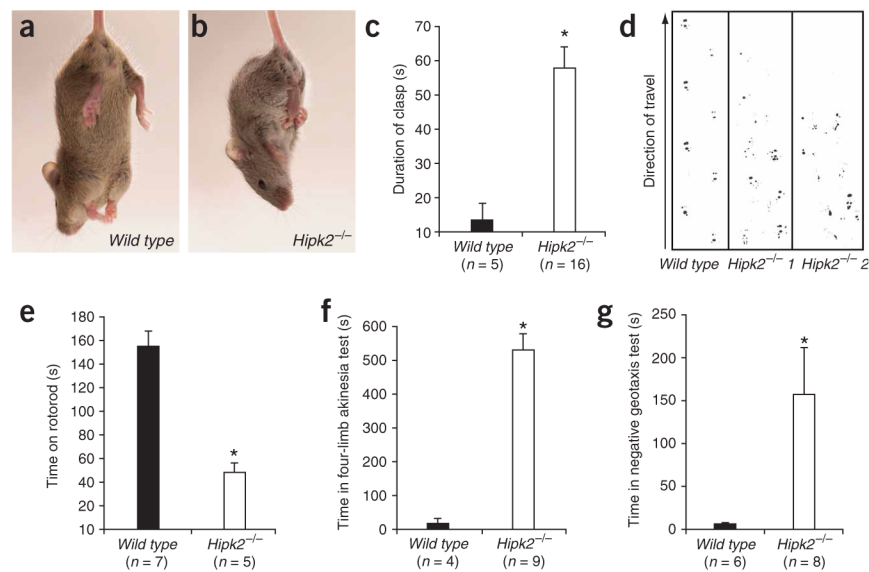 a
Wild type
b
Hipk2–/–
c
Duration of clasp (s)
70
60
50
40
30
20
10
*
Wild type
(n = 5)
Hipk2–/–
(n = 16)
d
Direction of travel
Wild type Hipk2–/– 1 Hipk2–/– 2
e
Time on rotorod (s)
180
160
140
120
100
80
60
40
20
10
*
Wild type
(n = 7)
Hipk2–/–
(n = 5)
f
Time in four-limb akinesia test (s)
600
500
400
300
200
100
0
*
Wild type
(n = 4)
Hipk2–/–
(n = 9)
g
Time in negative geotaxis test (s)
250
200
150
100
50
0
*
Wild type
(n = 6)
Hipk2–/–
(n = 8)